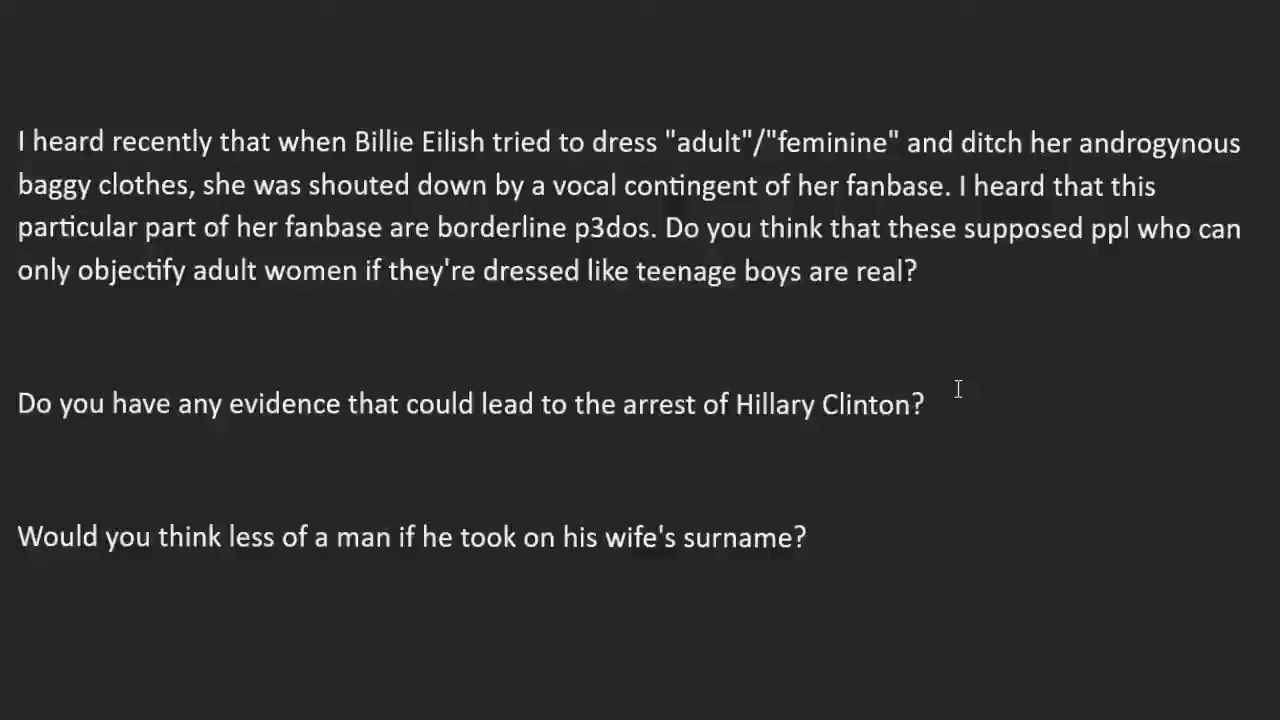 I heard recently that when Billie Eilish tried to dress "adult"/"feminine" and ditch her androgynous
baggy clothes, she was shouted down by a vocal contingent of her fanbase. I heard that this
particular part of her fanbase are borderline p3dos. Do you think that these supposed ppl who can
only objectify adult women if they're dressed like teenage boys are real?
Do you have any evidence that could lead to the arrest of Hillary Clinton?
Would you think less of a man if he took on his wife's surname?